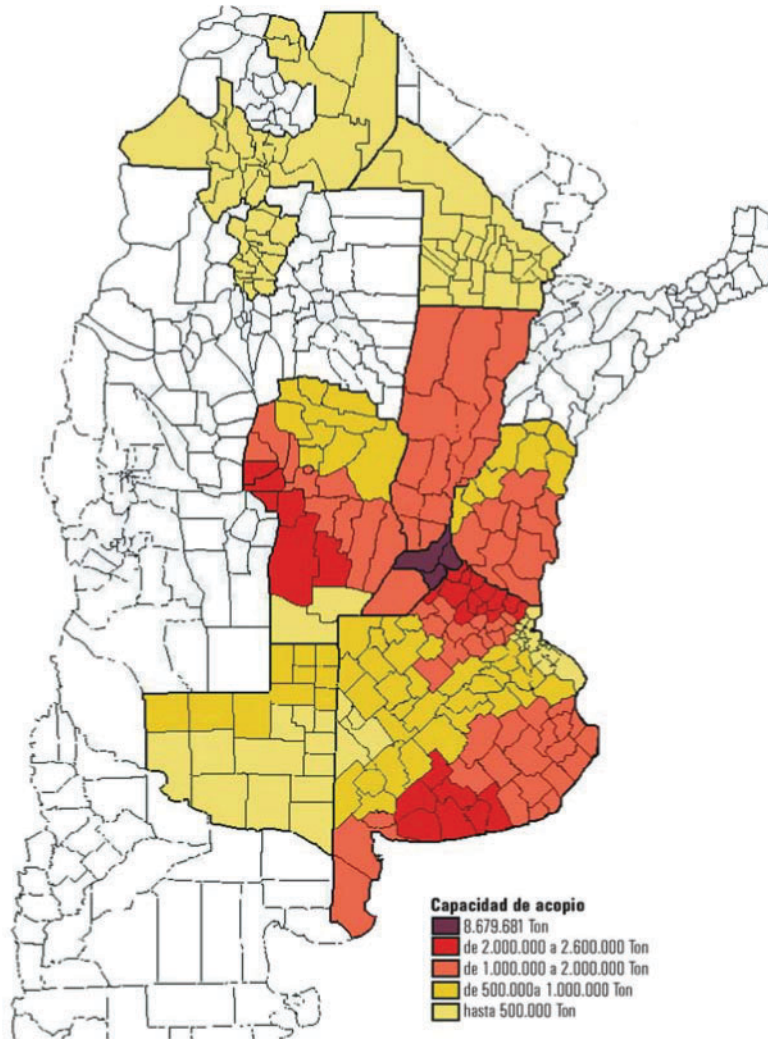 Capacidad de acopio
8.679.681 Ton
de 2.000.000 a 2.600.000 Ton
de 1.000.000 a 2.000.000 Ton
de 500.000a 1.000.000 Ton
hasta 500.000 Ton